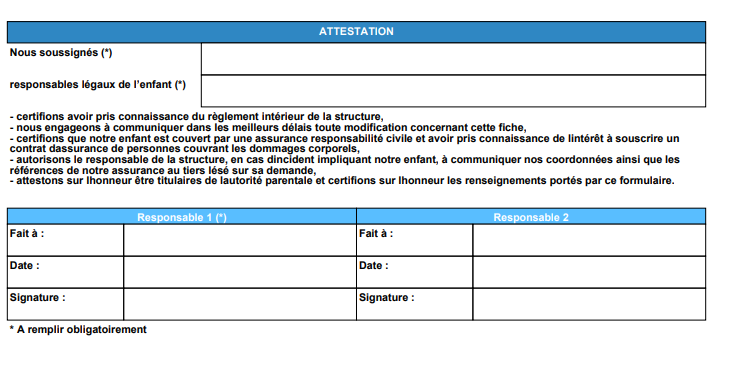 ATTESTATION
Nous soussignés (*)
responsables légaux de l'enfant (*)
- certifions avoir pris connaissance du règlement intérieur de la structure,
- nous engageons à communiquer dans les meilleurs délais toute modification concernant cette fiche,
- certifions que notre enfant est couvert par une assurance responsabilité civile et avoir pris connaissance de lintérêt à souscrire un
contrat dassurance de personnes couvrant les dommages corporels,
- autorisons le responsable de la structure, en cas dincident impliquant notre enfant, à communiquer nos coordonnées ainsi que les
références de notre assurance au tiers lésé sur sa demande,
- attestons sur lhonneur être titulaires de lautorité parentale et certifions sur lhonneur les renseignements portés par ce formulaire.
Responsable 1 (*) Responsable 2
Fait à : Fait à :
Date : Date :
Signature : Signature :
* A remplir obligatoirement